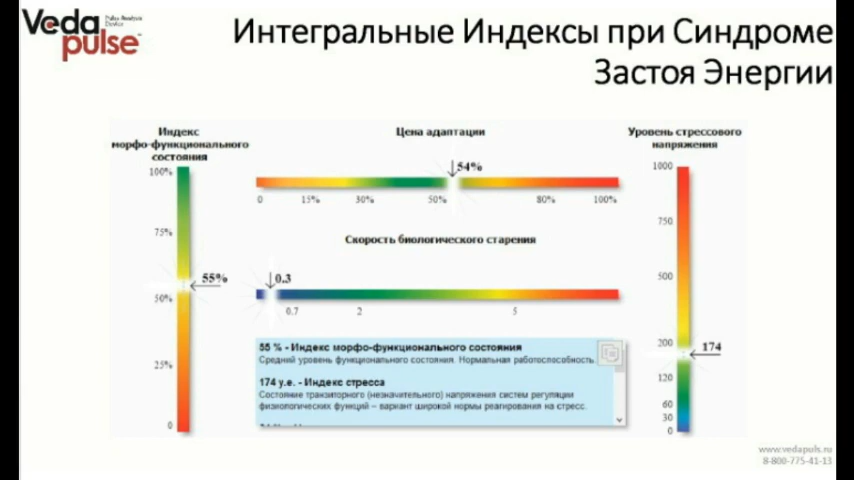 Veda Pulse Analysis
Device
pulse
Интегральные Индексы при Синдроме
Застоя Энергии
Индекс
морфо-функционального
состояния
100%
75%
55%
50%
25%
0
Цена адаптации
54%
0 15% 30% 50% 80% 100%
Скорость биологического старения
0.3
0.7 2 5
55 % - Индекс морфо-функционального состояния
Средний уровень функционального состояния. Нормальная работоспособность.
174 у.е. - Индекс стресса
Состояние транзиторного (незначительного) напряжения систем регуляции
физиологических функций – вариант широкой нормы реагирования на стресс.
Уровень стрессового
напряжения
1000
750
500
300
174
120
60
30
0
www.vedapuls.ru
8-800-775-41-13